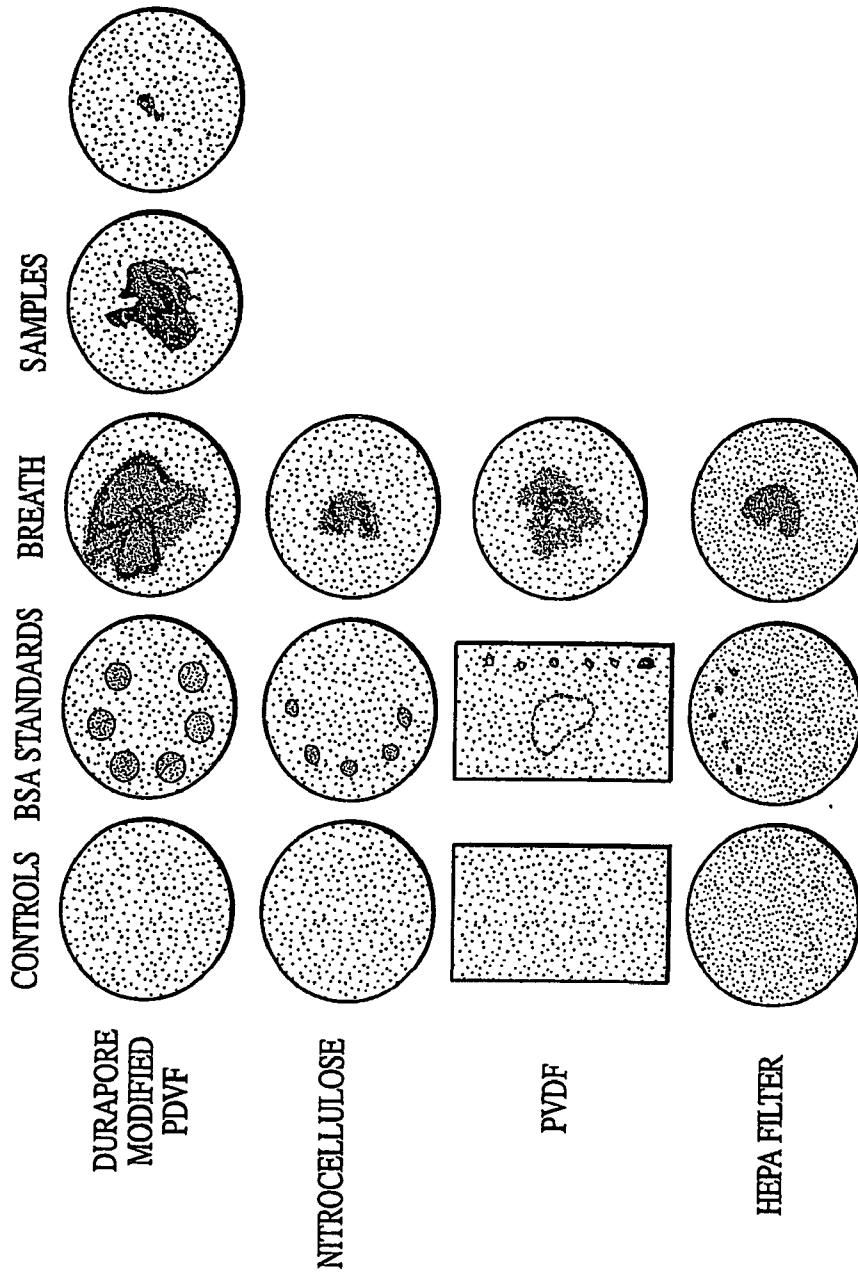 CONTROLS BSA STANDARDS BREATH SAMPLES
DURAPORE
MODIFIED
PDVF
NITROCELLULOSE
PVDF
HEPA FILTER